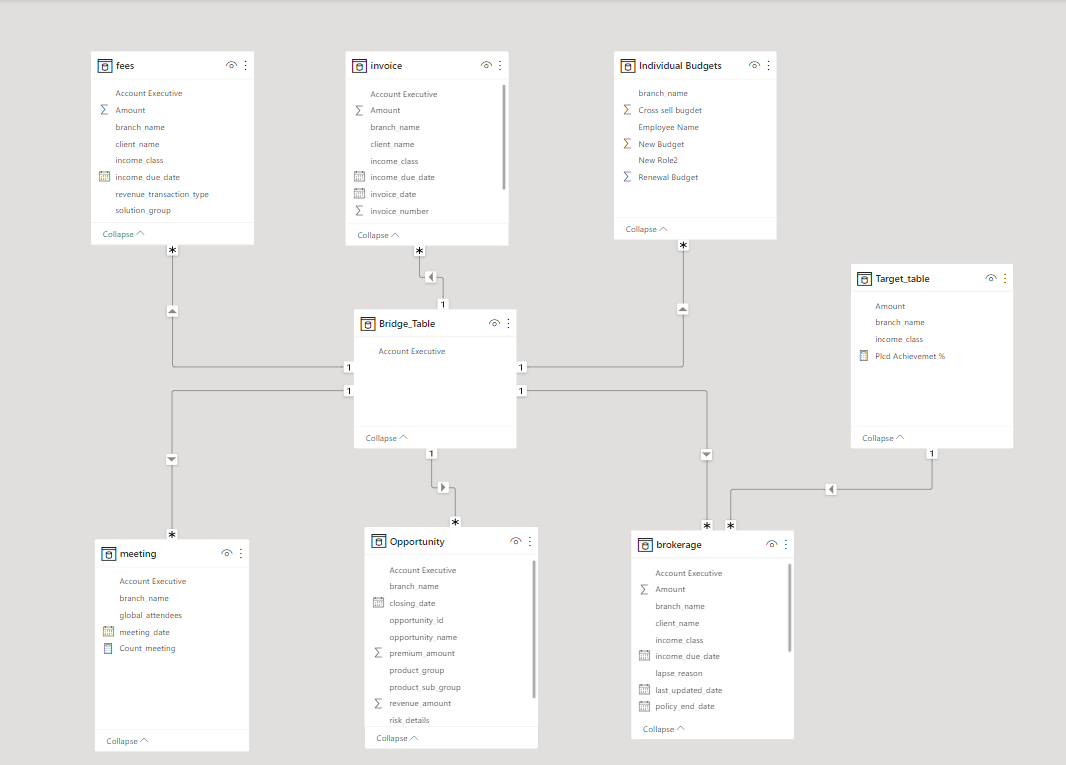 fees
Account Executive
Amount
branch_name
client_name
income_class
income_due_date
revenue_transaction_type
solution_group
Collapse
invoice
Account Executive
Amount
branch_name
client_name
income_class
income_due_date
invoice_date
invoice_number
Collapse
Individual Budgets
branch_name
Cross sell bugdet
Employee Name
New Budget
New Role2
Renewal Budget
Collapse
Target_table
Amount
branch_name
income_class
Plcd Achievemet %
Collapse
Bridge_Table
Account Executive
Collapse
*
*
*
1
1
1
1
1
1
1
*
*
*
*
meeting
Account Executive
branch_name
global_attendees
meeting_date
Count_meeting
Collapse
Opportunity
Account Executive
branch_name
closing_date
opportunity_id
opportunity_name
premium_amount
product_group
product_sub_group
revenue_amount
risk_details
Collapse
brokerage
Account Executive
Amount
branch_name
client_name
income_class
income_due_date
lapse_reason
last_updated_date
policy_end_date
Collapse